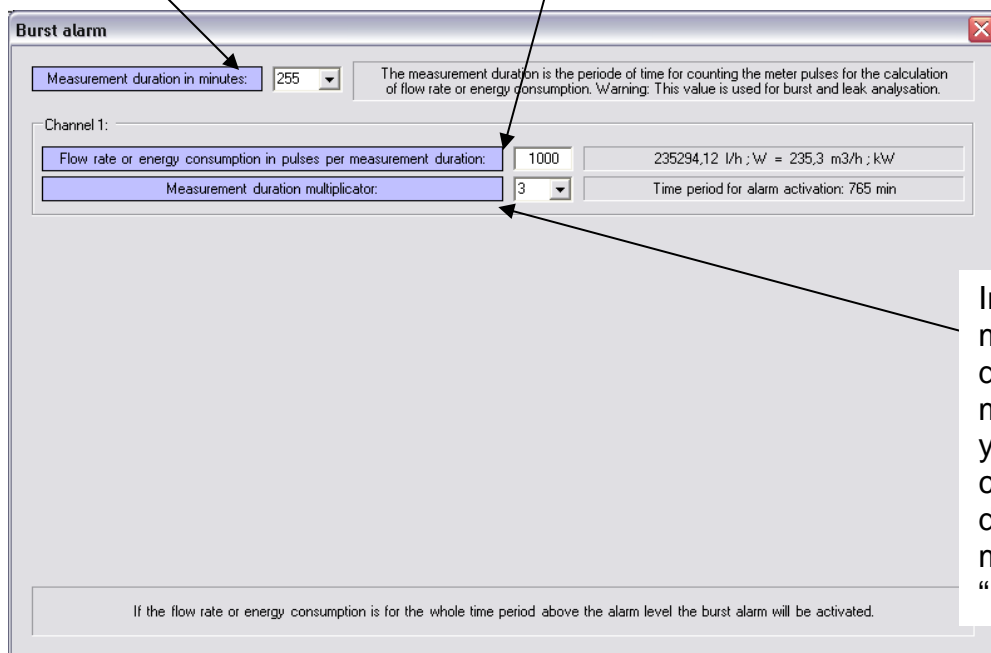 Burst alarm
Measurement duration in minutes: 255
The measurement duration is the periode of time for counting the meter pulses for the calculation
of flow rate or energy consumption. Warning: This value is used for burst and leak analysation.
Channel 1:
Flow rate or energy consumption in pulses per measurement duration: 1000 235294,12 l/h ; W = 235,3 m3/h ; kW
Measurement duration multiplicator: 3 Time period for alarm activation: 765 min
If the flow rate or energy consumption is for the whole time period above the alarm level the burst alarm will be activated.